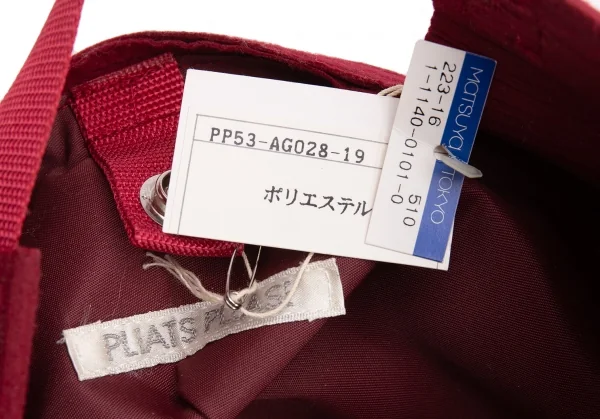 PP53-AG028-19
ポリエステル
MATSUYA TOKYO
223-16
510
1-1140-0101-0
PLIATS PLEASE